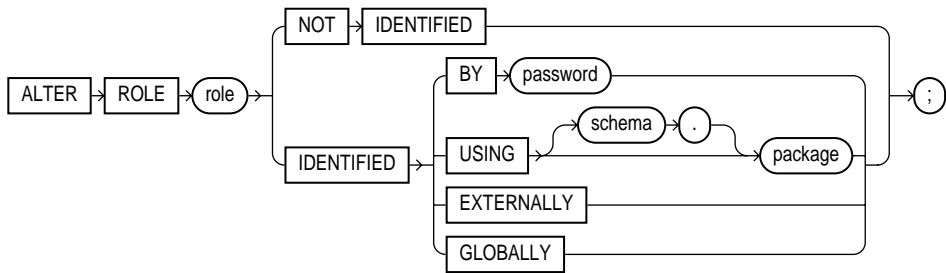 NOT IDENTIFIED
BY password
ALTER ROLE role ;
schema .
IDENTIFIED USING package
EXTERNALLY
GLOBALLY